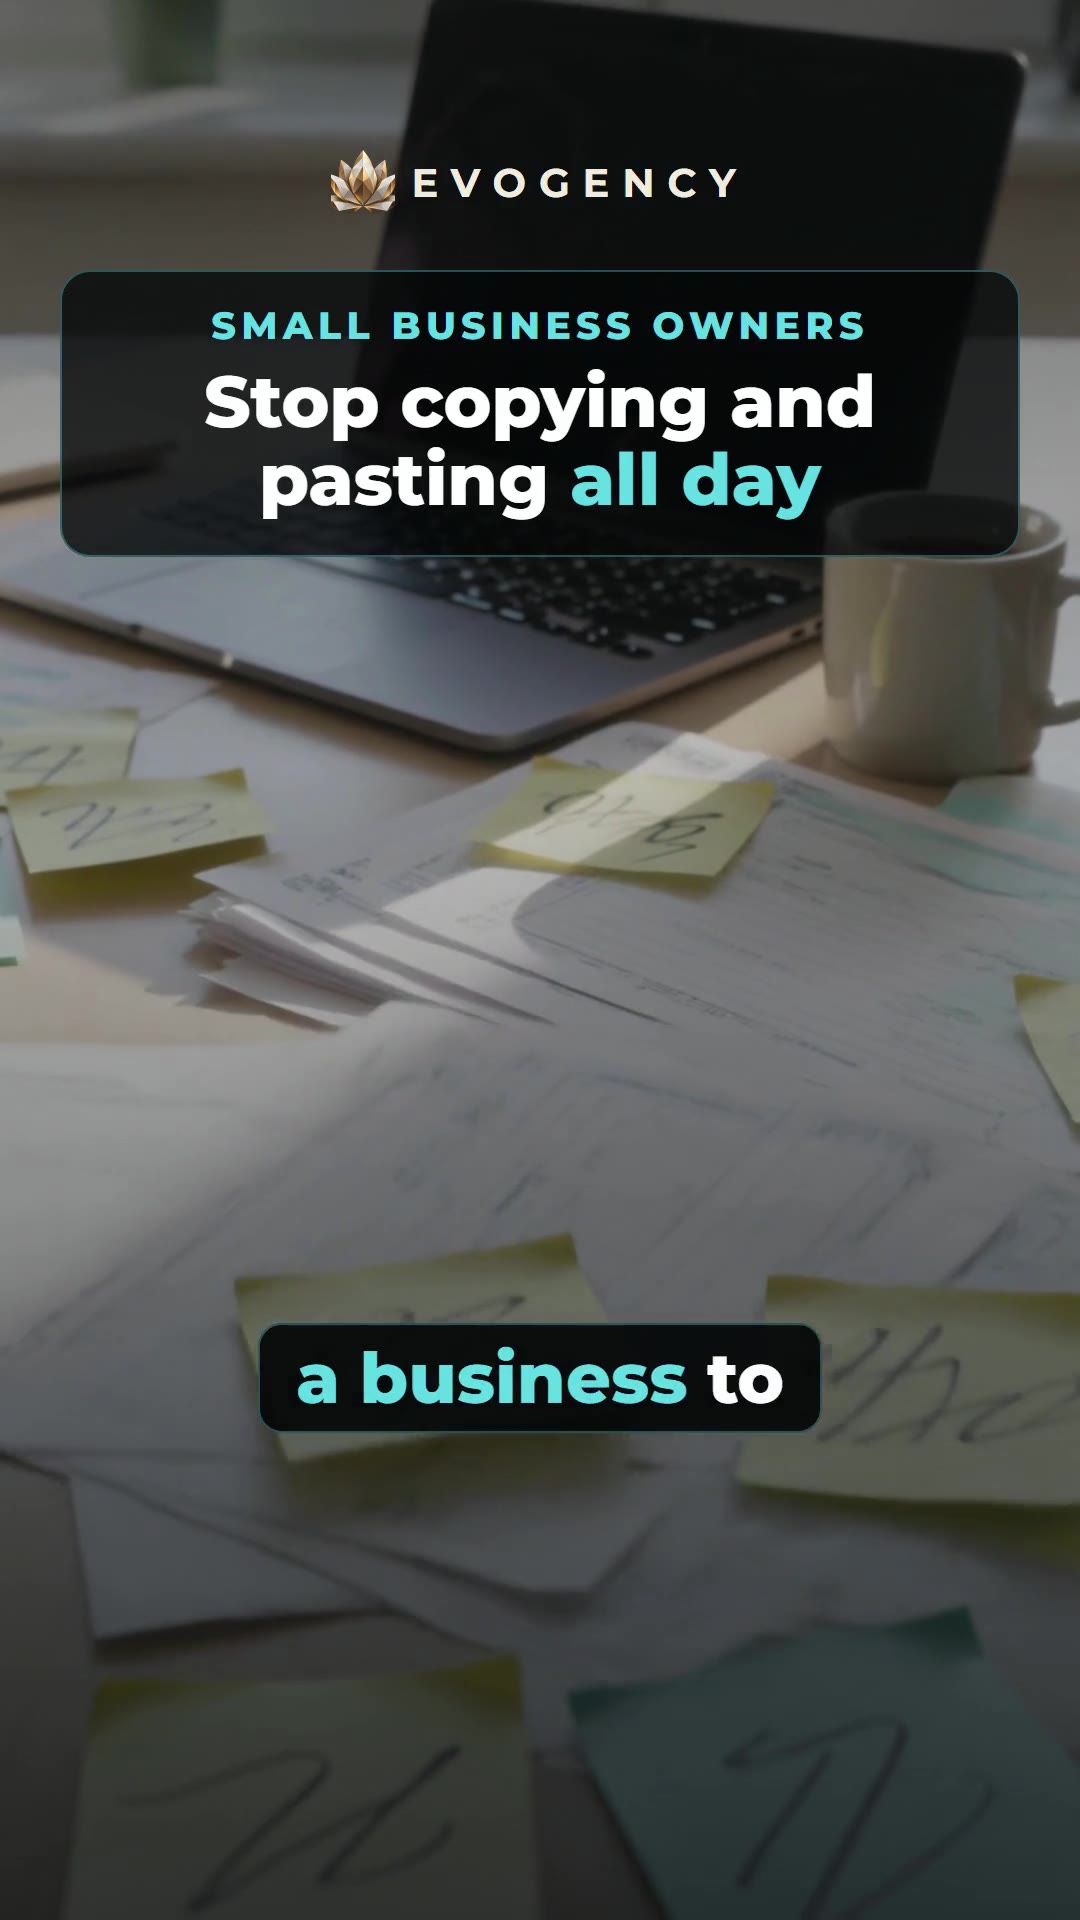 EVOGENCY
SMALL BUSINESS OWNERS
Stop copying and
pasting all day
a business to